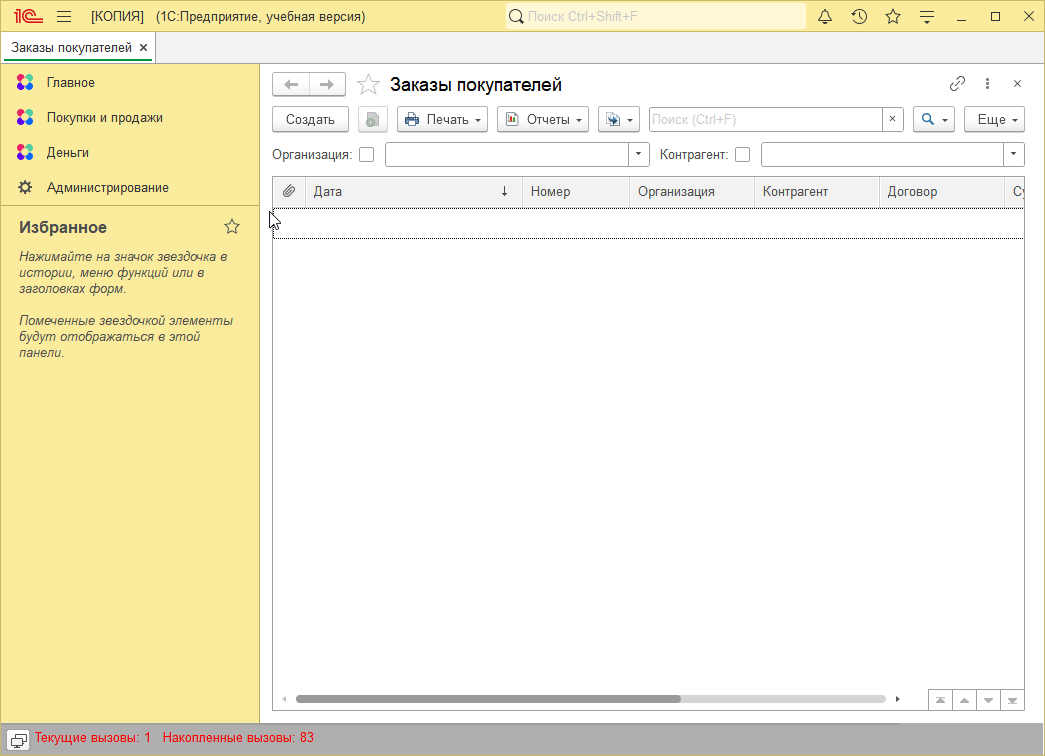 1С [КОПИЯ] (1С:Предприятие, учебная версия) Поиск Ctrl+Shift+F
Заказы покупателей
Главное
Покупки и продажи
Деньги
Администрирование
Избранное
Нажимайте на значок звездочка в
истории, меню функций или в
заголовках форм.
Помеченные звездочкой элементы
будут отображаться в этой
панели.
Заказы покупателей
Создать Печать Отчеты Поиск (Ctrl+F) Еще
Организация: Контрагент:
Дата Номер Организация Контрагент Договор
Текущие вызовы: 1 Накопленные вызовы: 83